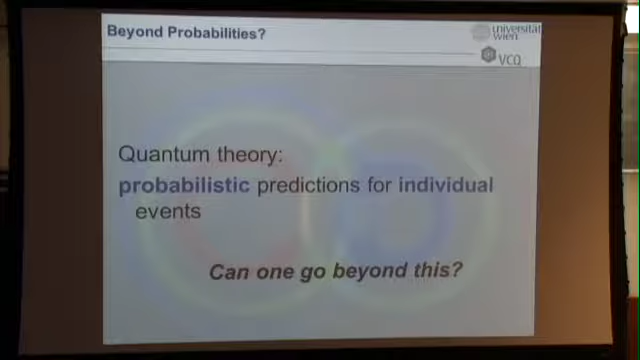 Beyond Probabilities?
universität
wien
VCQ
Quantum theory:
probabilistic predictions for individual
events
Can one go beyond this?